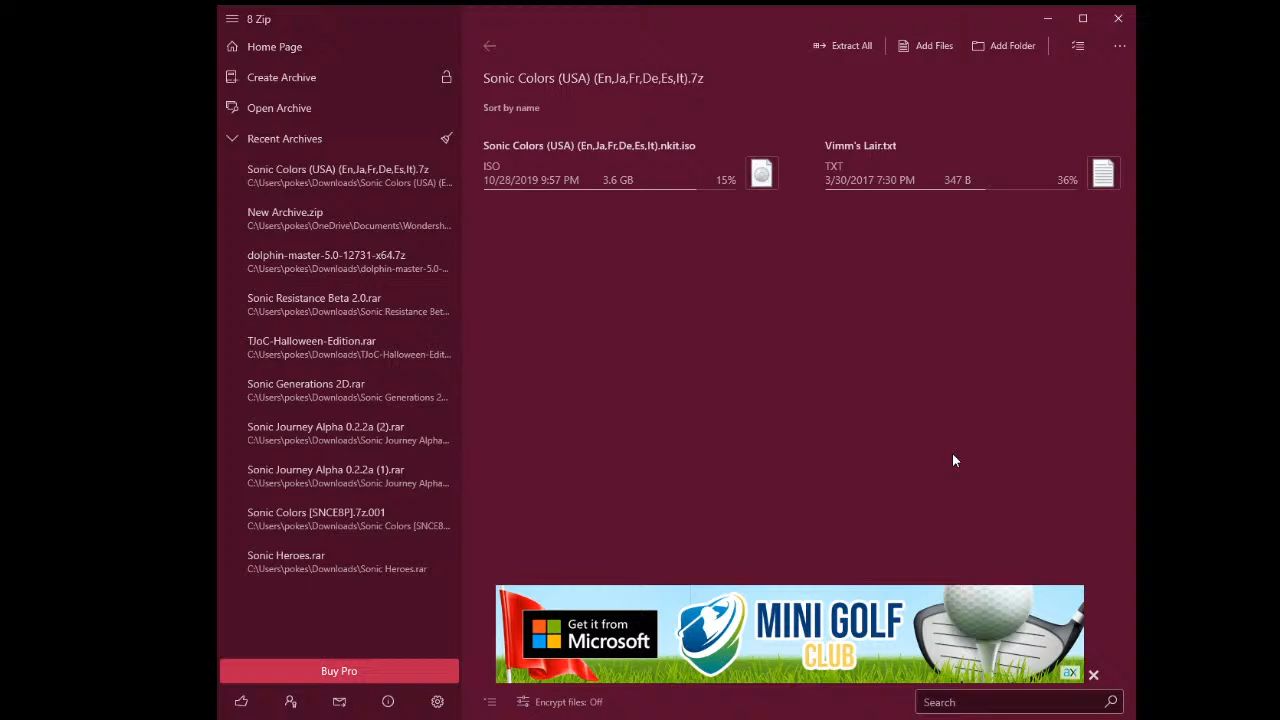 8 Zip
Home Page
Create Archive
Open Archive
Recent Archives
Sonic Colors (USA) (En,Ja,Fr,De,Es,It).7z
C:\Users\pokes\Downloads\Sonic Colors (USA) (E...
New Archive.zip
C:\Users\pokes\OneDrive\Documents\Wondersh...
dolphin-master-5.0-12731-x64.7z
C:\Users\pokes\Downloads\dolphin-master-5.0-...
Sonic Resistance Beta 2.0.rar
C:\Users\pokes\Downloads\Sonic Resistance Bet...
TJoC-Halloween-Edition.rar
C:\Users\pokes\Downloads\TJoC-Halloween-Edit...
Sonic Generations 2D.rar
C:\Users\pokes\Downloads\Sonic Generations 2...
Sonic Journey Alpha 0.2.2a (2).rar
C:\Users\pokes\Downloads\Sonic Journey Alpha...
Sonic Journey Alpha 0.2.2a (1).rar
C:\Users\pokes\Downloads\Sonic Journey Alpha...
Sonic Colors [SNCE8P].7z.001
C:\Users\pokes\Downloads\Sonic Colors [SNCE8...
Sonic Heroes.rar
C:\Users\pokes\Downloads\Sonic Heroes.rar
Buy Pro
Extract All
Add Files
Add Folder
Sonic Colors (USA) (En,Ja,Fr,De,Es,It).7z
Sort by name
Sonic Colors (USA) (En,Ja,Fr,De,Es,It).nkit.iso
ISO
10/28/2019 9:57 PM 3.6 GB 15%
Vimm's Lair.txt
TXT
3/30/2017 7:30 PM 347 B 36%
Get it from
Microsoft
MINI GOLF
CLUB
ax
Encrypt files: Off
Search